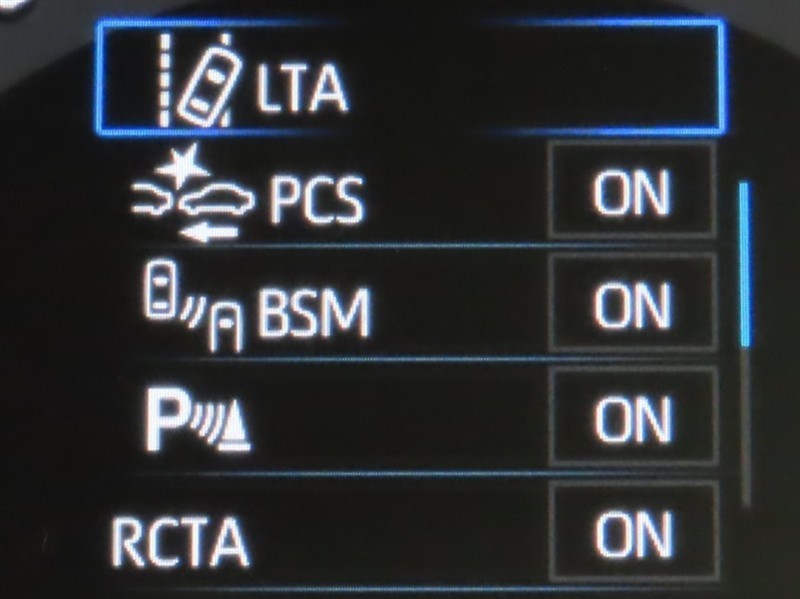 LTA
PCS ON
BSM ON
P ON
RCTA ON